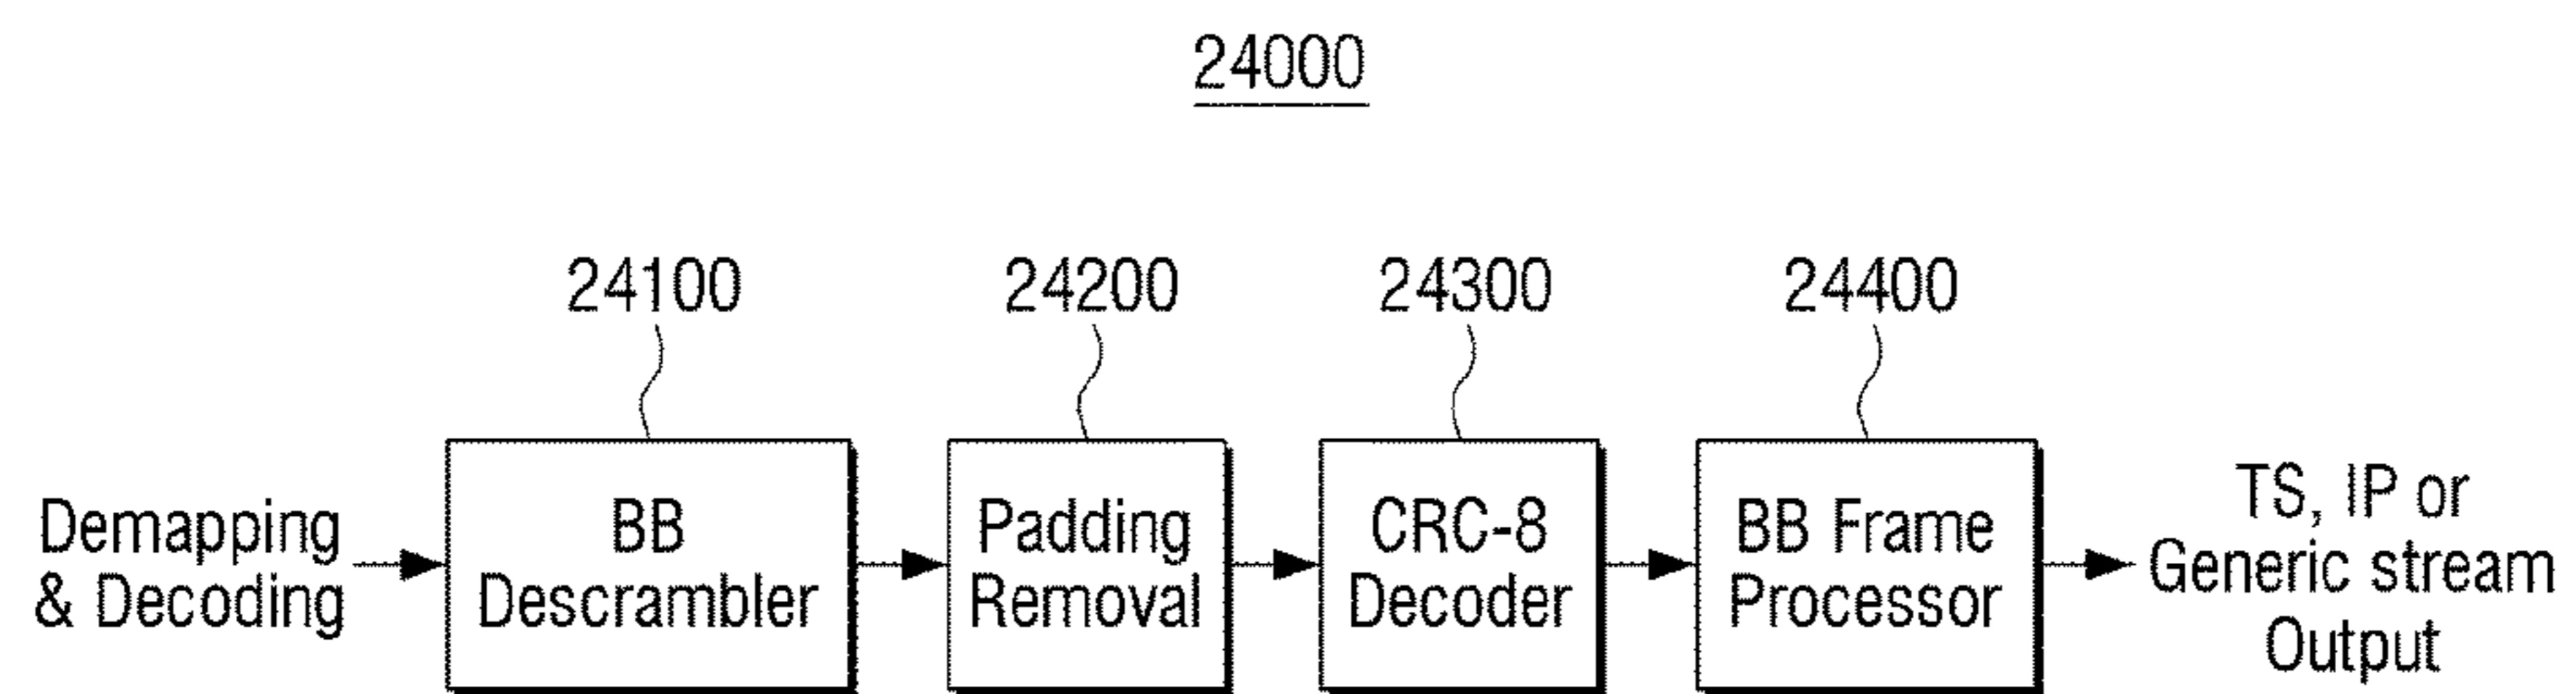 24000
24100
24200
24300
24400
Demapping
& Decoding
BB
Descrambler
Padding
Removal
CRC-8
Decoder
BB Frame
Processor
TS, IP or
Generic stream
Output